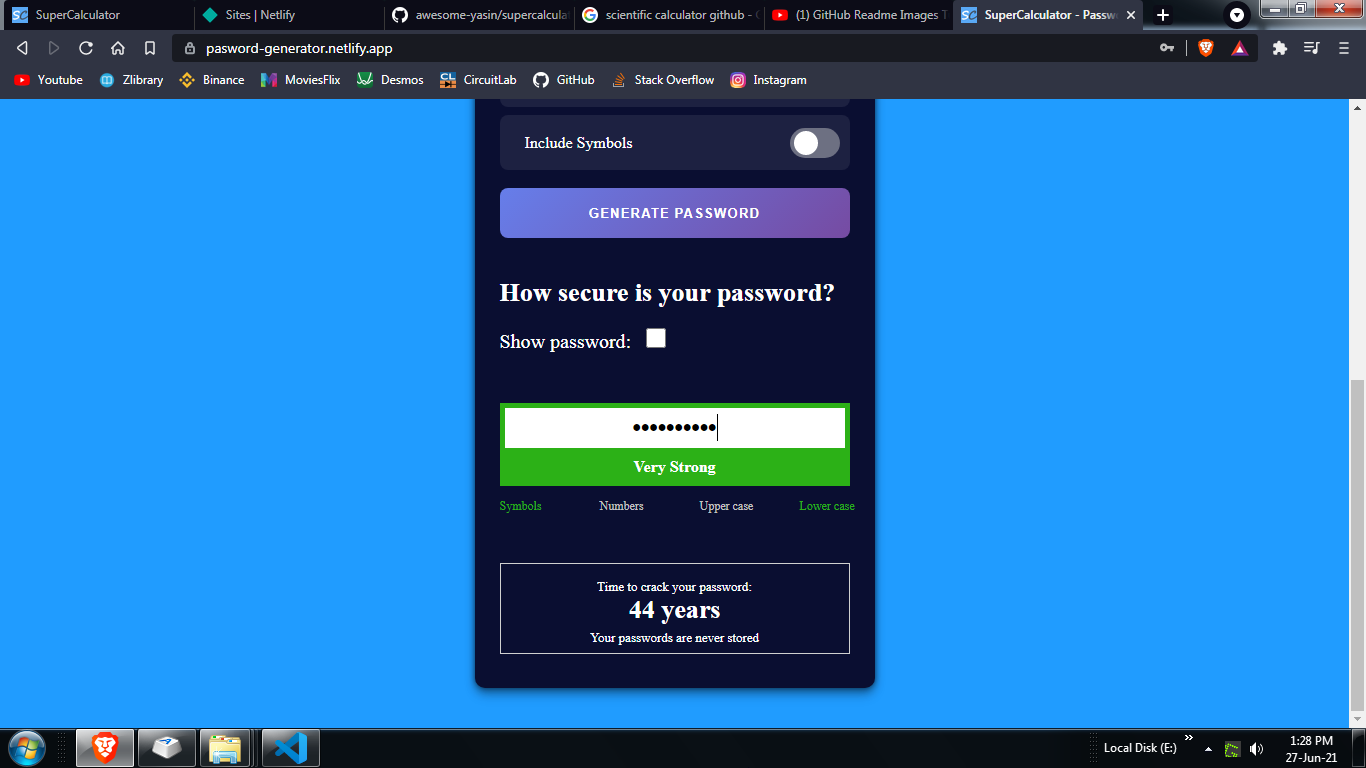 SuperCalculator
Sites | Netlify
awesome-yasin/supercalcula
scientific calculator github -
(1) GitHub Readme Images T
SuperCalculator - Passw
pasword-generator.netlify.app
Youtube
Zlibrary
Binance
MoviesFlix
Desmos
CircuitLab
GitHub
Stack Overflow
Instagram
Include Symbols
GENERATE PASSWORD
How secure is your password?
Show password:
••••••••••
Very Strong
Symbols Numbers Upper case Lower case
Time to crack your password:
44 years
Your passwords are never stored
Local Disk (E:)
1:28 PM
27-Jun-21